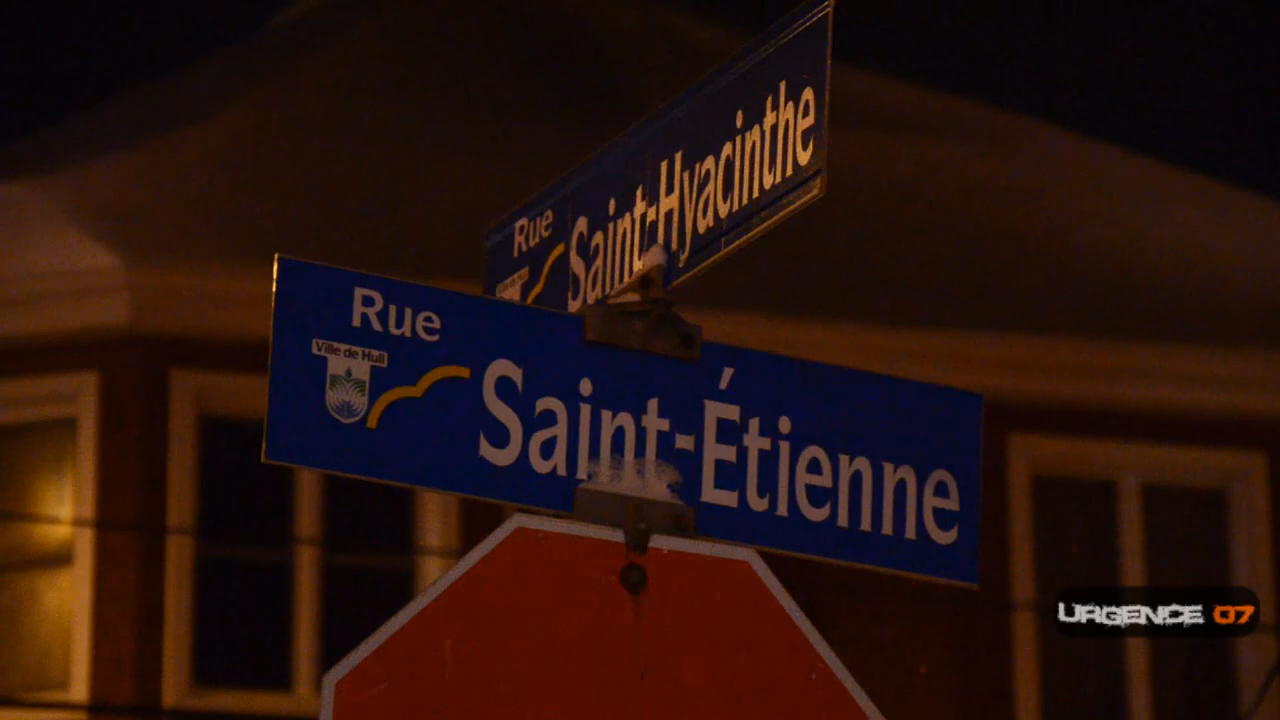 Rue
Saint-Hyacinthe
Rue
Ville de Hull
Saint-Étienne
URGENCE 07